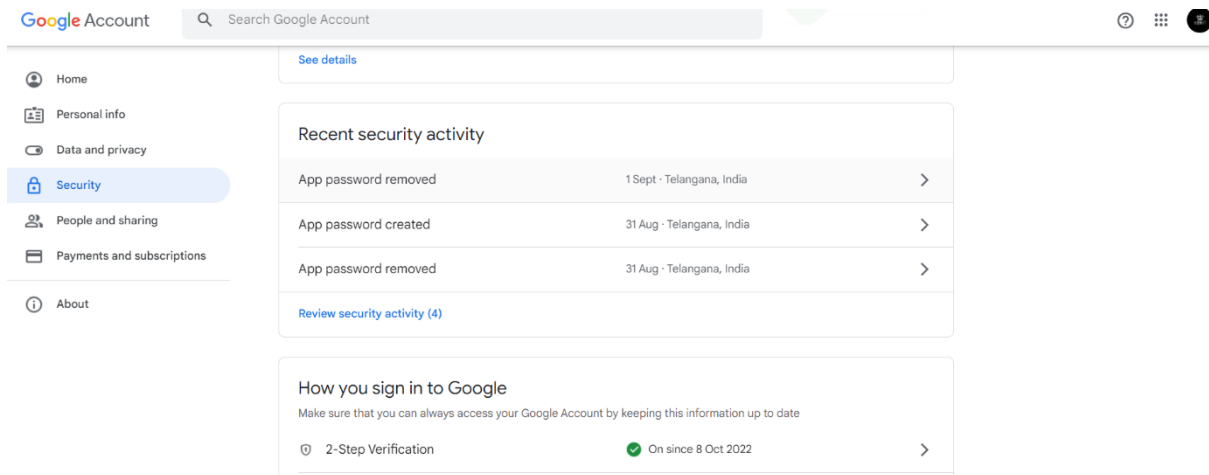 Google Account
Search Google Account
Home
Personal info
Data and privacy
Security
People and sharing
Payments and subscriptions
About
See details
Recent security activity
App password removed 1 Sept · Telangana, India
App password created 31 Aug · Telangana, India
App password removed 31 Aug · Telangana, India
Review security activity (4)
How you sign in to Google
Make sure that you can always access your Google Account by keeping this information up to date
2-Step Verification On since 8 Oct 2022